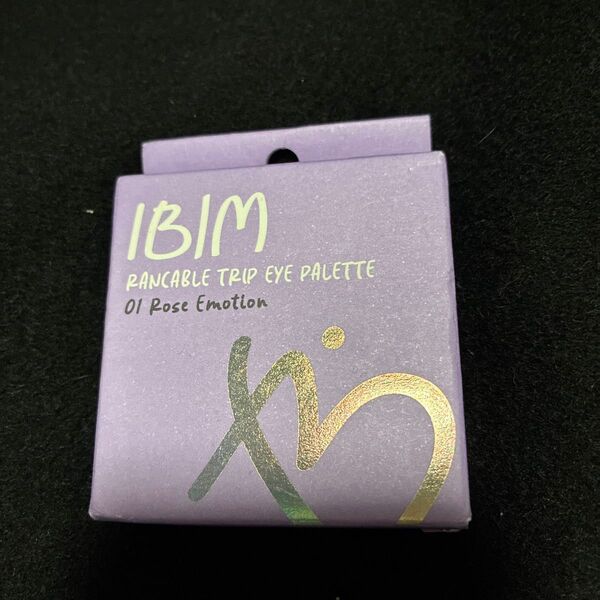 IBIM
RANCABLE TRIP EYE PALETTE
01 Rose Emotion